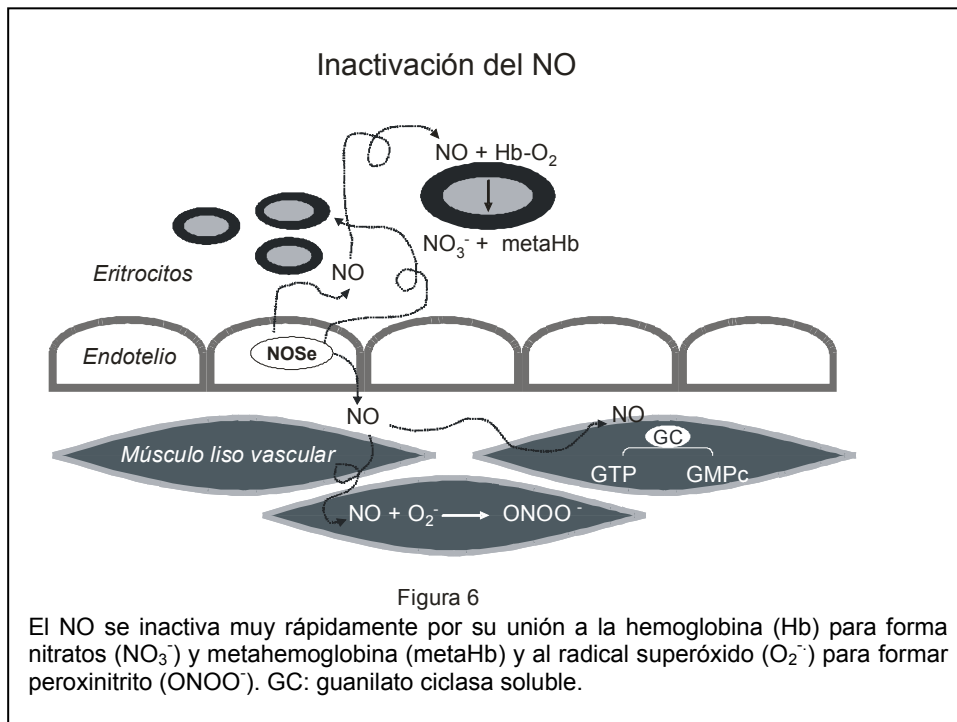 Inactivación del NO
NO + Hb-O₂
NO₃⁻ + metaHb
NO
Eritrocitos
Endotelio
NOSe
NO
NO
Músculo liso vascular
GC
GTP GMPc
NO + O₂⁻ ONOO⁻
Figura 6
El NO se inactiva muy rápidamente por su unión a la hemoglobina (Hb) para forma
nitratos (NO₃⁻) y metahemoglobina (metaHb) y al radical superóxido (O₂⁻·) para formar
peroxinitrito (ONOO⁻). GC: guanilato ciclasa soluble.